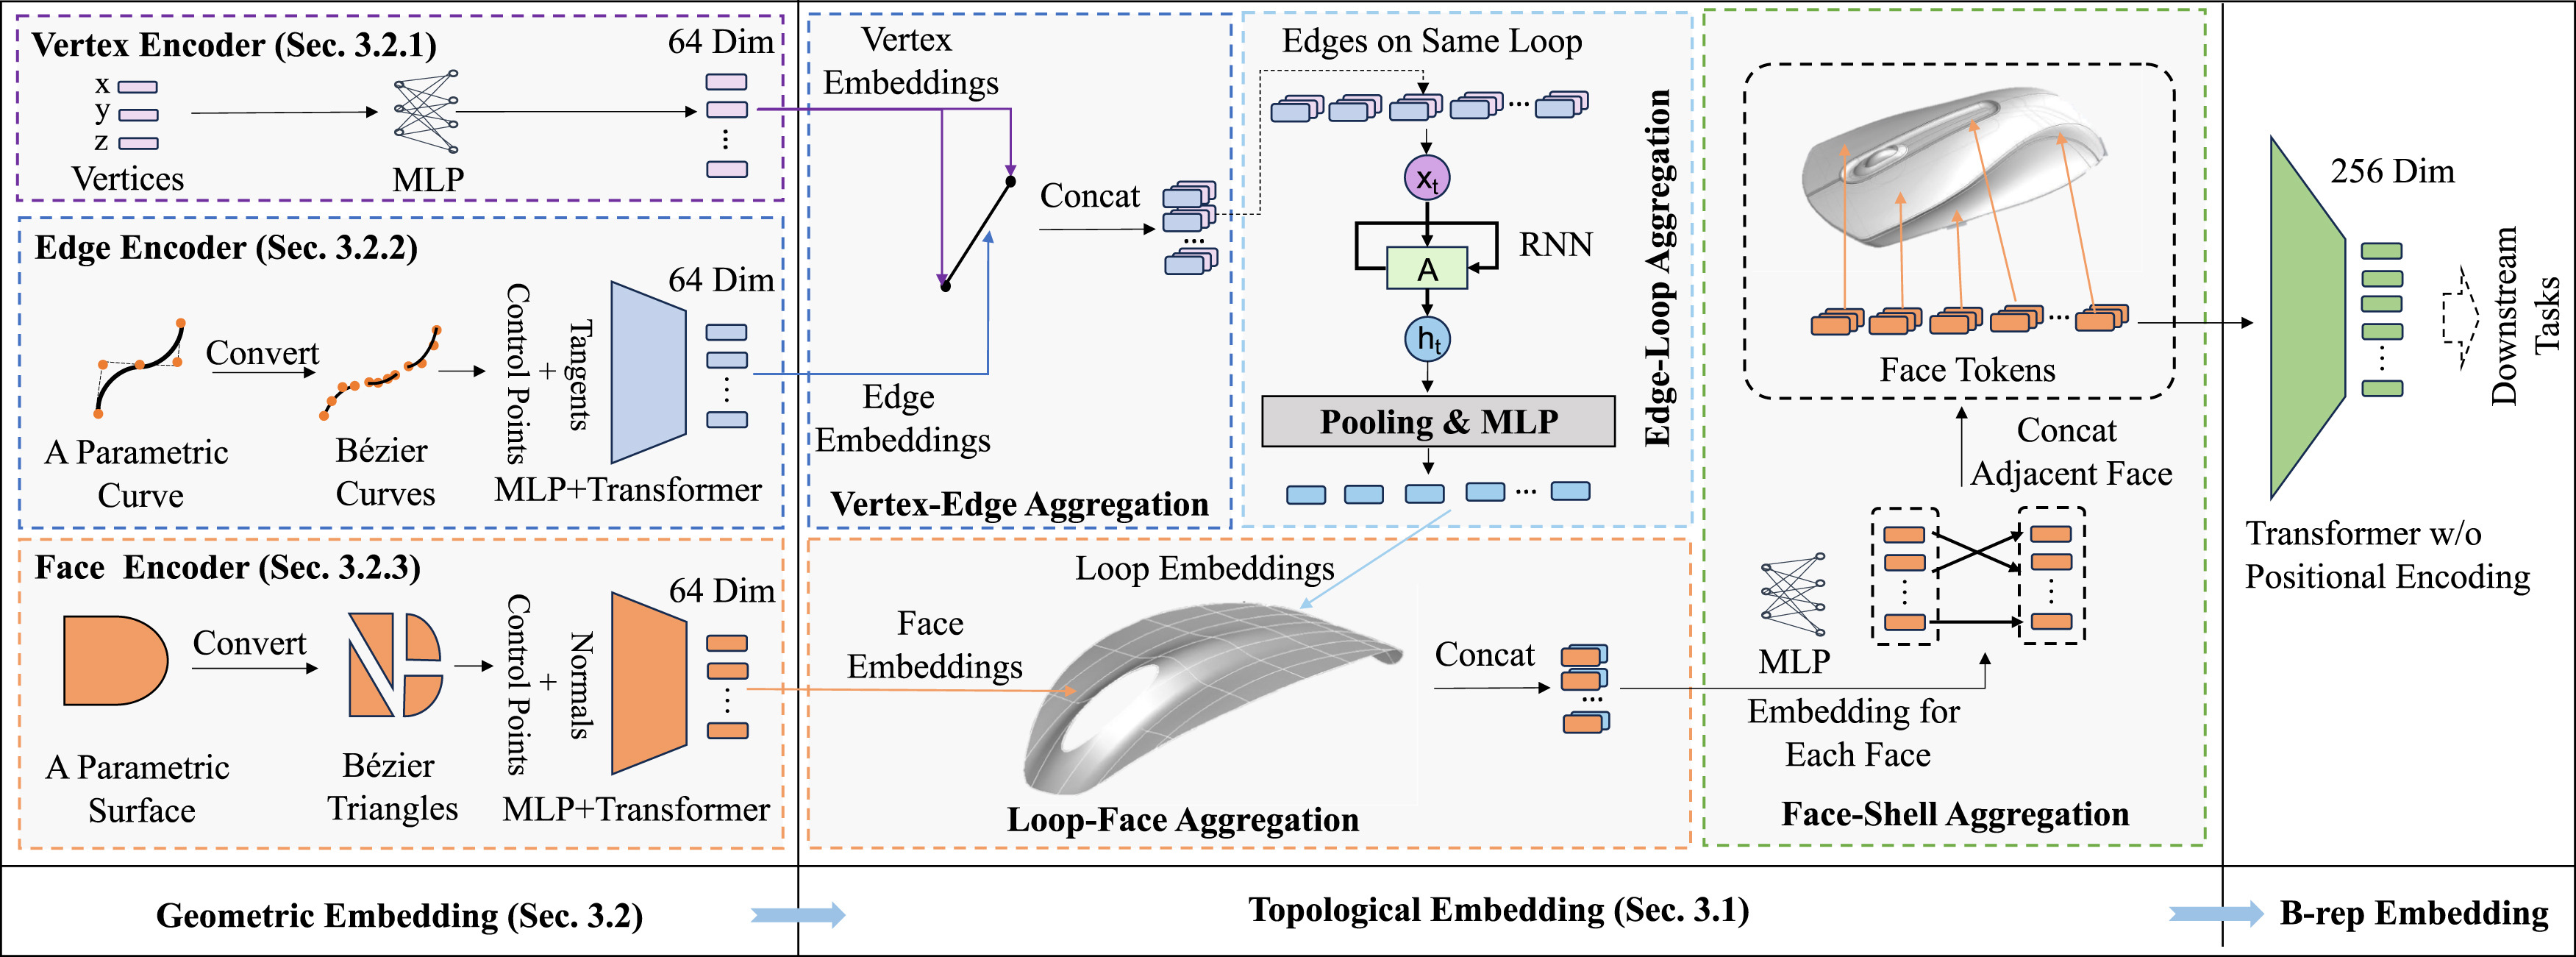 Vertex Encoder (Sec. 3.2.1)
64 Dim
x
y
z
Vertices
MLP
Edge Encoder (Sec. 3.2.2)
64 Dim
Convert
Control Points
+
Tangents
A Parametric
Curve
Bézier
Curves
MLP+Transformer
Face Encoder (Sec. 3.2.3)
64 Dim
Convert
Control Points
+
Normals
A Parametric
Surface
Bézier
Triangles
MLP+Transformer
Vertex
Embeddings
Concat
Edge
Embeddings
Vertex-Edge Aggregation
Edges on Same Loop
xt
A
RNN
ht
Pooling & MLP
Edge-Loop Aggregation
Loop Embeddings
Face
Embeddings
Concat
Loop-Face Aggregation
Face Tokens
Concat
Adjacent Face
MLP
Embedding for
Each Face
Face-Shell Aggregation
256 Dim
Downstream
Tasks
Transformer w/o
Positional Encoding
Geometric Embedding (Sec. 3.2)
Topological Embedding (Sec. 3.1)
B-rep Embedding